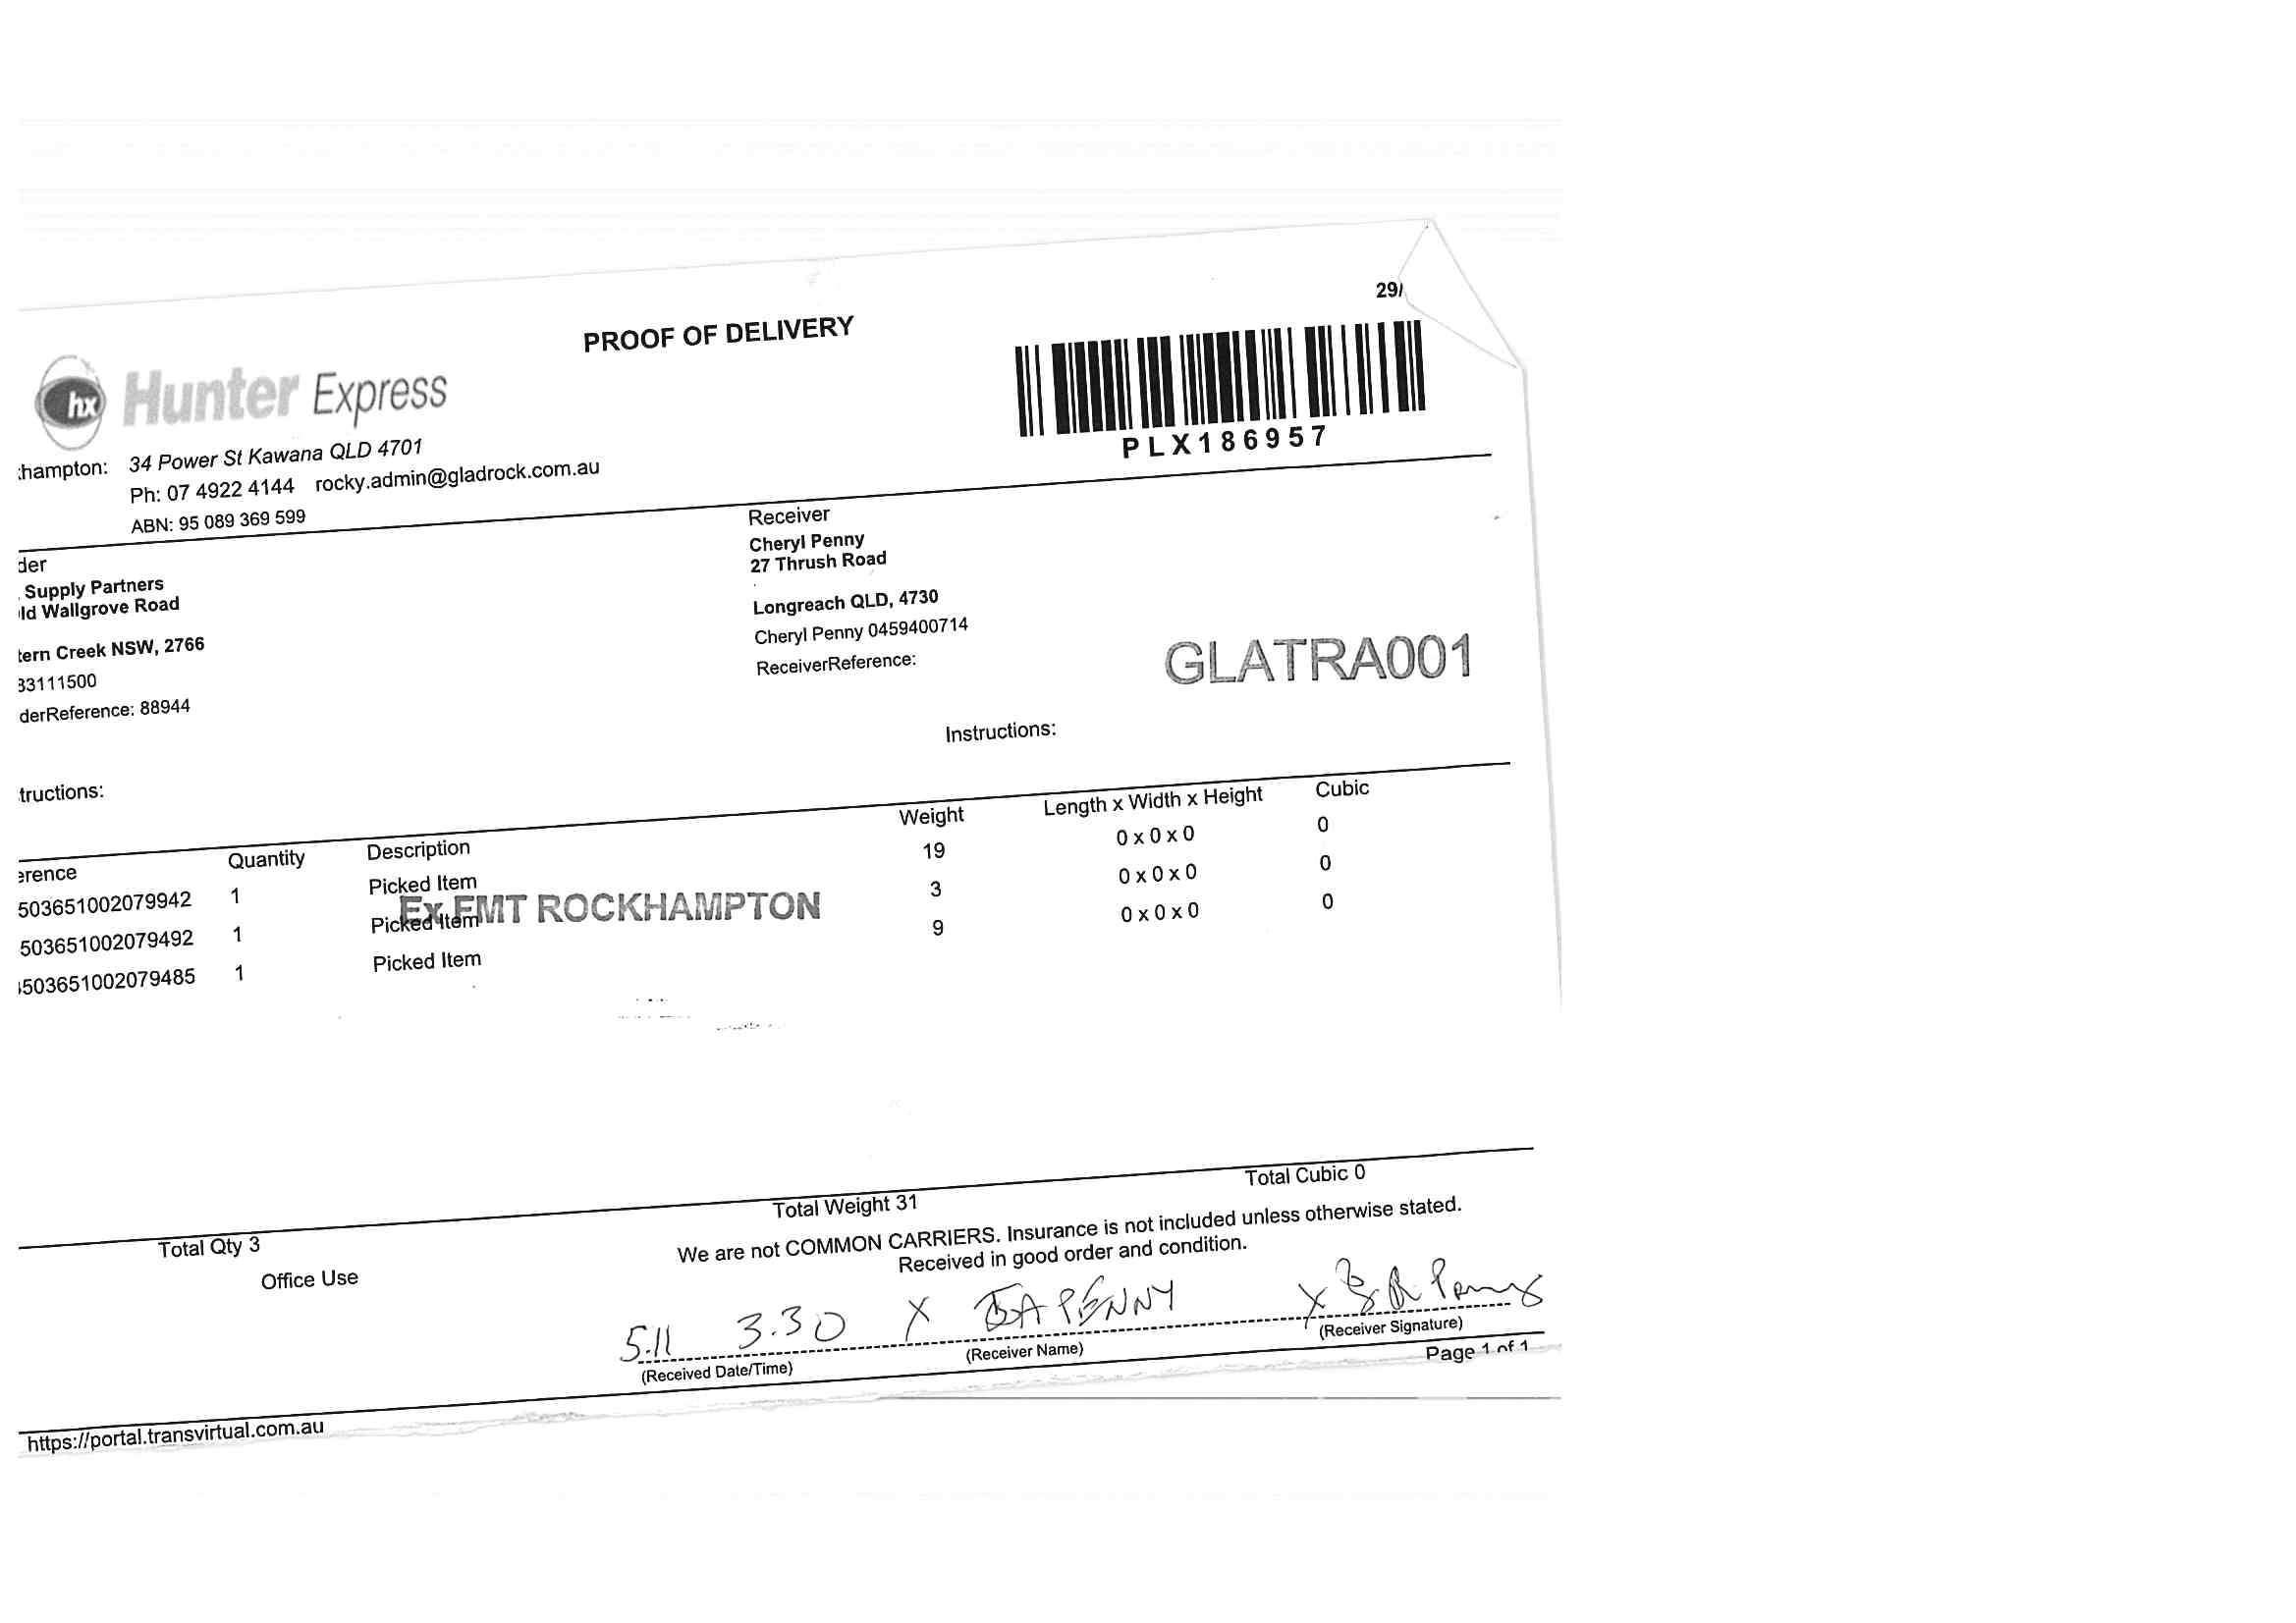 29/
PROOF OF DELIVERY
hx Hunter Express
PLX186957
:hampton: 34 Power St Kawana QLD 4701
Ph: 07 4922 4144 rocky.admin@gladrock.com.au
ABN: 95 089 369 599
der
Supply Partners
ld Wallgrove Road
tern Creek NSW, 2766
33111500
derReference: 88944
Receiver
Cheryl Penny
27 Thrush Road
Longreach QLD, 4730
Cheryl Penny 0459400714
ReceiverReference:
GLATRA001
tructions:
Instructions:
erence Quantity Description Weight Length x Width x Height Cubic
503651002079942 1 Picked Item 19 0 x 0 x 0 0
503651002079492 1 Picked Item 3 0 x 0 x 0 0
5036651002079485 1 Picked Item 9 0 x 0 x 0 0
Ex FMT ROCKHAMPTON
Total Qty 3 Total Weight 31 Total Cubic 0
Office Use
We are not COMMON CARRIERS. Insurance is not included unless otherwise stated.
Received in good order and condition.
5.11 3.30 X PENNY X Penny
(Received Date/Time) (Receiver Name) (Receiver Signature)
Page 1 of 1
https://portal.transvirtual.com.au